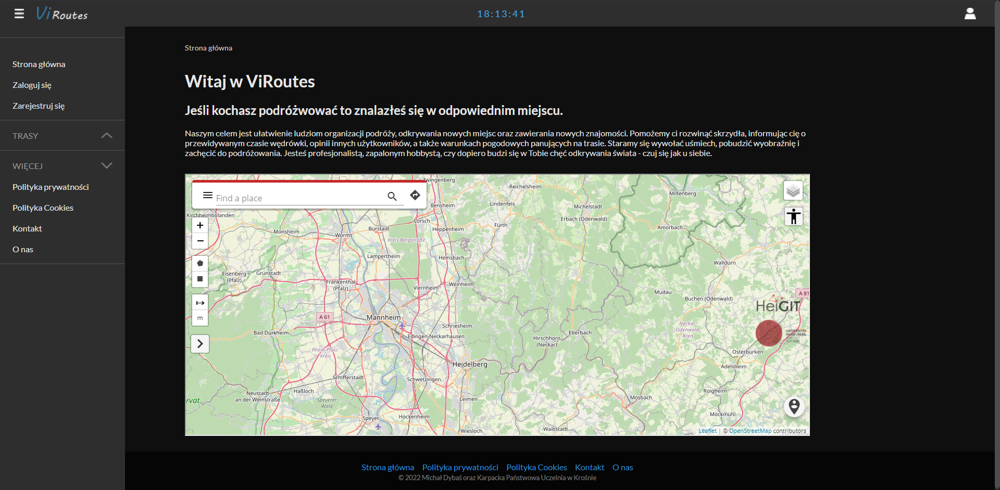 ViRoutes
18:13:41
Strona główna
Zaloguj się
Zarejestruj się
TRASY
WIĘCEJ
Polityka prywatności
Polityka Cookies
Kontakt
O nas
Strona główna
Witaj w ViRoutes
Jeśli kochasz podróżwować to znalazłeś się w odpowiednim miejscu.
Naszym celem jest ułatwienie ludziom organizacji podróży, odkrywania nowych miejsc oraz zawierania nowych znajomości. Pomożemy ci rozwinąć skrzydła, informując cię o
przewidywanym czasie wędrówki, opinii innych użytkowników, a także warunkach pogodowych panujących na trasie. Staramy się wywołać uśmiech, pobudzić wyobraźnię i
zachęcić do podróżowania. Jesteś profesjonalistą, zapalonym hobbystą, czy dopiero budzi się w Tobie chęć odkrywania świata - czuj się jak u siebie.
Find a place
Zwingenberg
Reichelsheim
Miltenberg
Bensheim
Lindenfels
Michelstadt
Kirchheimbolanden
Lorsch
Erbach (Odenwald)
+
Monsheim
Worms
Bürstadt
Heppenheim
Fürth
Amorbach
−
Kreis Bergstraße
Lampertheim
Hemsbach
Walldürn
Eisenberg
(Pfalz)
Grünstadt
Frankenthal
(Pfalz)
Viernheim
Weinheim
Mudau
Buchen (Odenwald)
A 81
HeiGIT
m
A 61
Mannheim
Schriesheim
Neckar-
Odenwald-
Kreis
UNIVERSITÄT
HEIDELBERG
ZUKUNFT
SEIT 1386
Bad Dürkheim
Edingen-Neckarhausen
Eberbach
Hirschhorn
(Neckar)
Rhein-Pfalz-
Kreis
Osterburken
Heidelberg
Adelsheim
Schifferstadt
Schwetzingen
Neustadt
an der Weinstraße
Haßloch
Roigheim
rvat
Speyerer
Wald
Leimen
Mosbach
Speyer
Hockenheim
Möckmühl
Wiesloch
Waibstadt
Leaflet | © OpenStreetMap contributors
Strona główna Polityka prywatności Polityka Cookies Kontakt O nas
© 2022 Michał Dybaś oraz Karpacka Państwowa Uczelnia w Krośnie